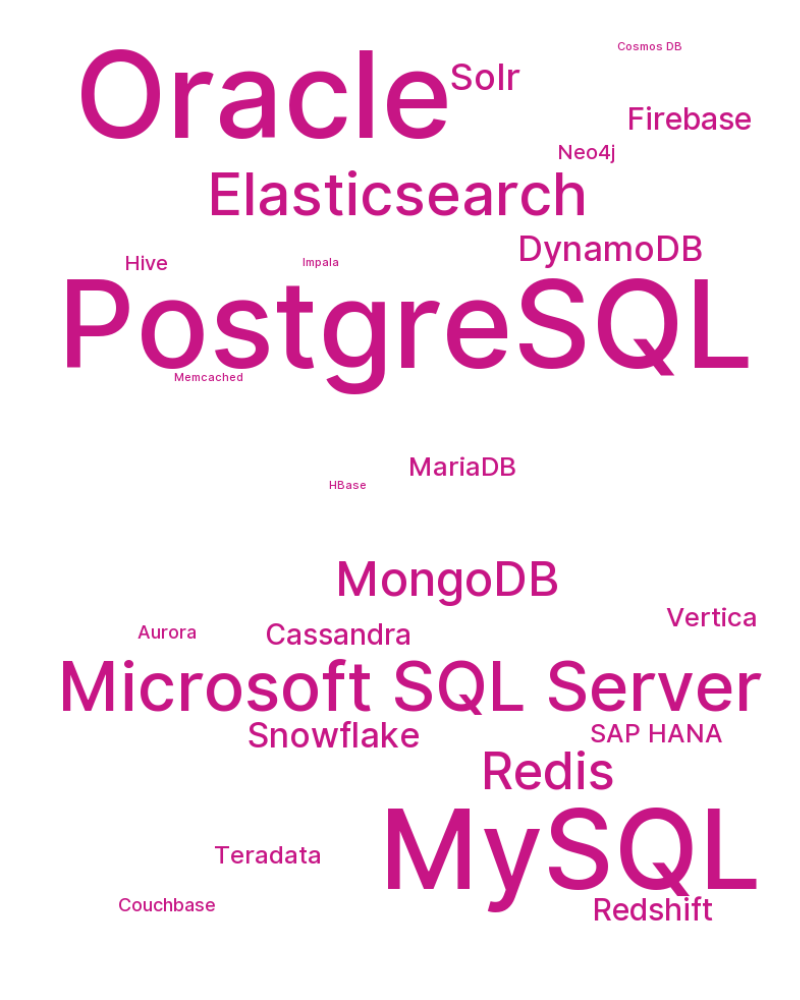 Cosmos DB
Oracle
Solr
Firebase
Neo4j
Elasticsearch
DynamoDB
Hive
Impala
PostgreSQL
Memcached
MariaDB
HBase
MongoDB
Vertica
Aurora
Cassandra
Microsoft SQL Server
Snowflake
SAP HANA
Redis
MySQL
Teradata
Couchbase
Redshift